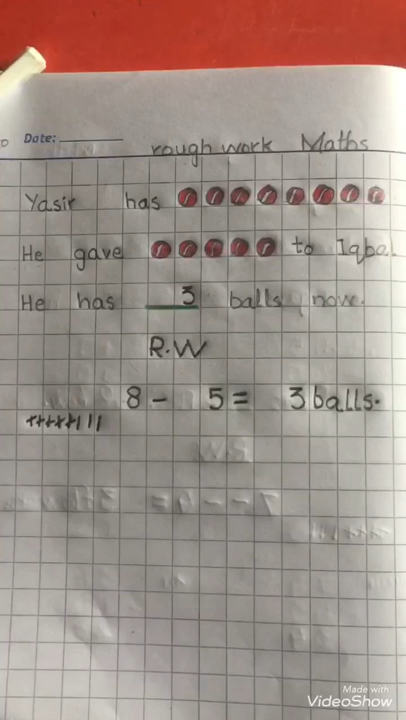 Date:
rough work Maths
Yasir has
He gave to Iqbal
He has 3 balls now.
R.W
8 - 5 = 3 balls.
Made with
VideoShow